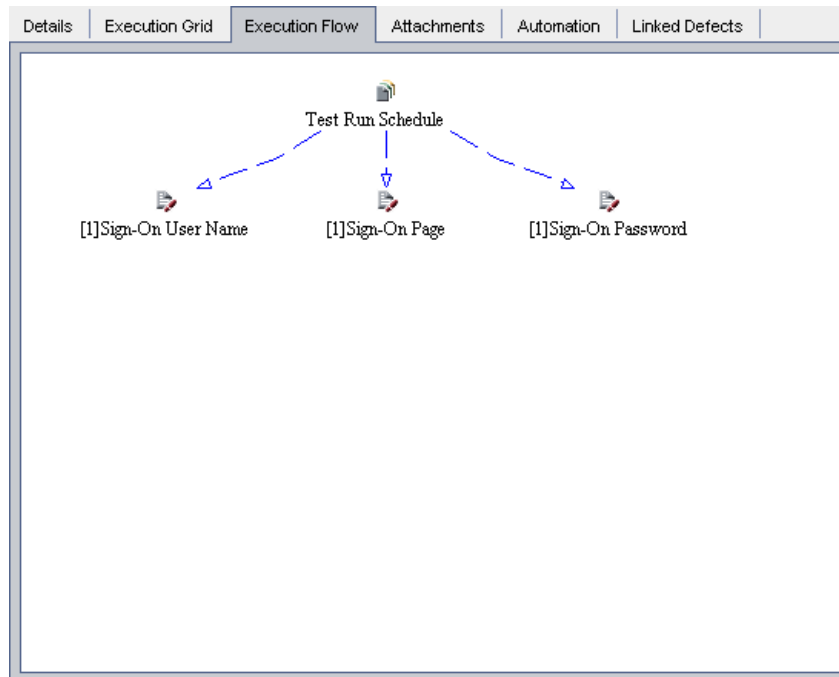 Details Execution Grid Execution Flow Attachments Automation Linked Defects
Test Run Schedule
[1]Sign-On User Name [1]Sign-On Page [1]Sign-On Password